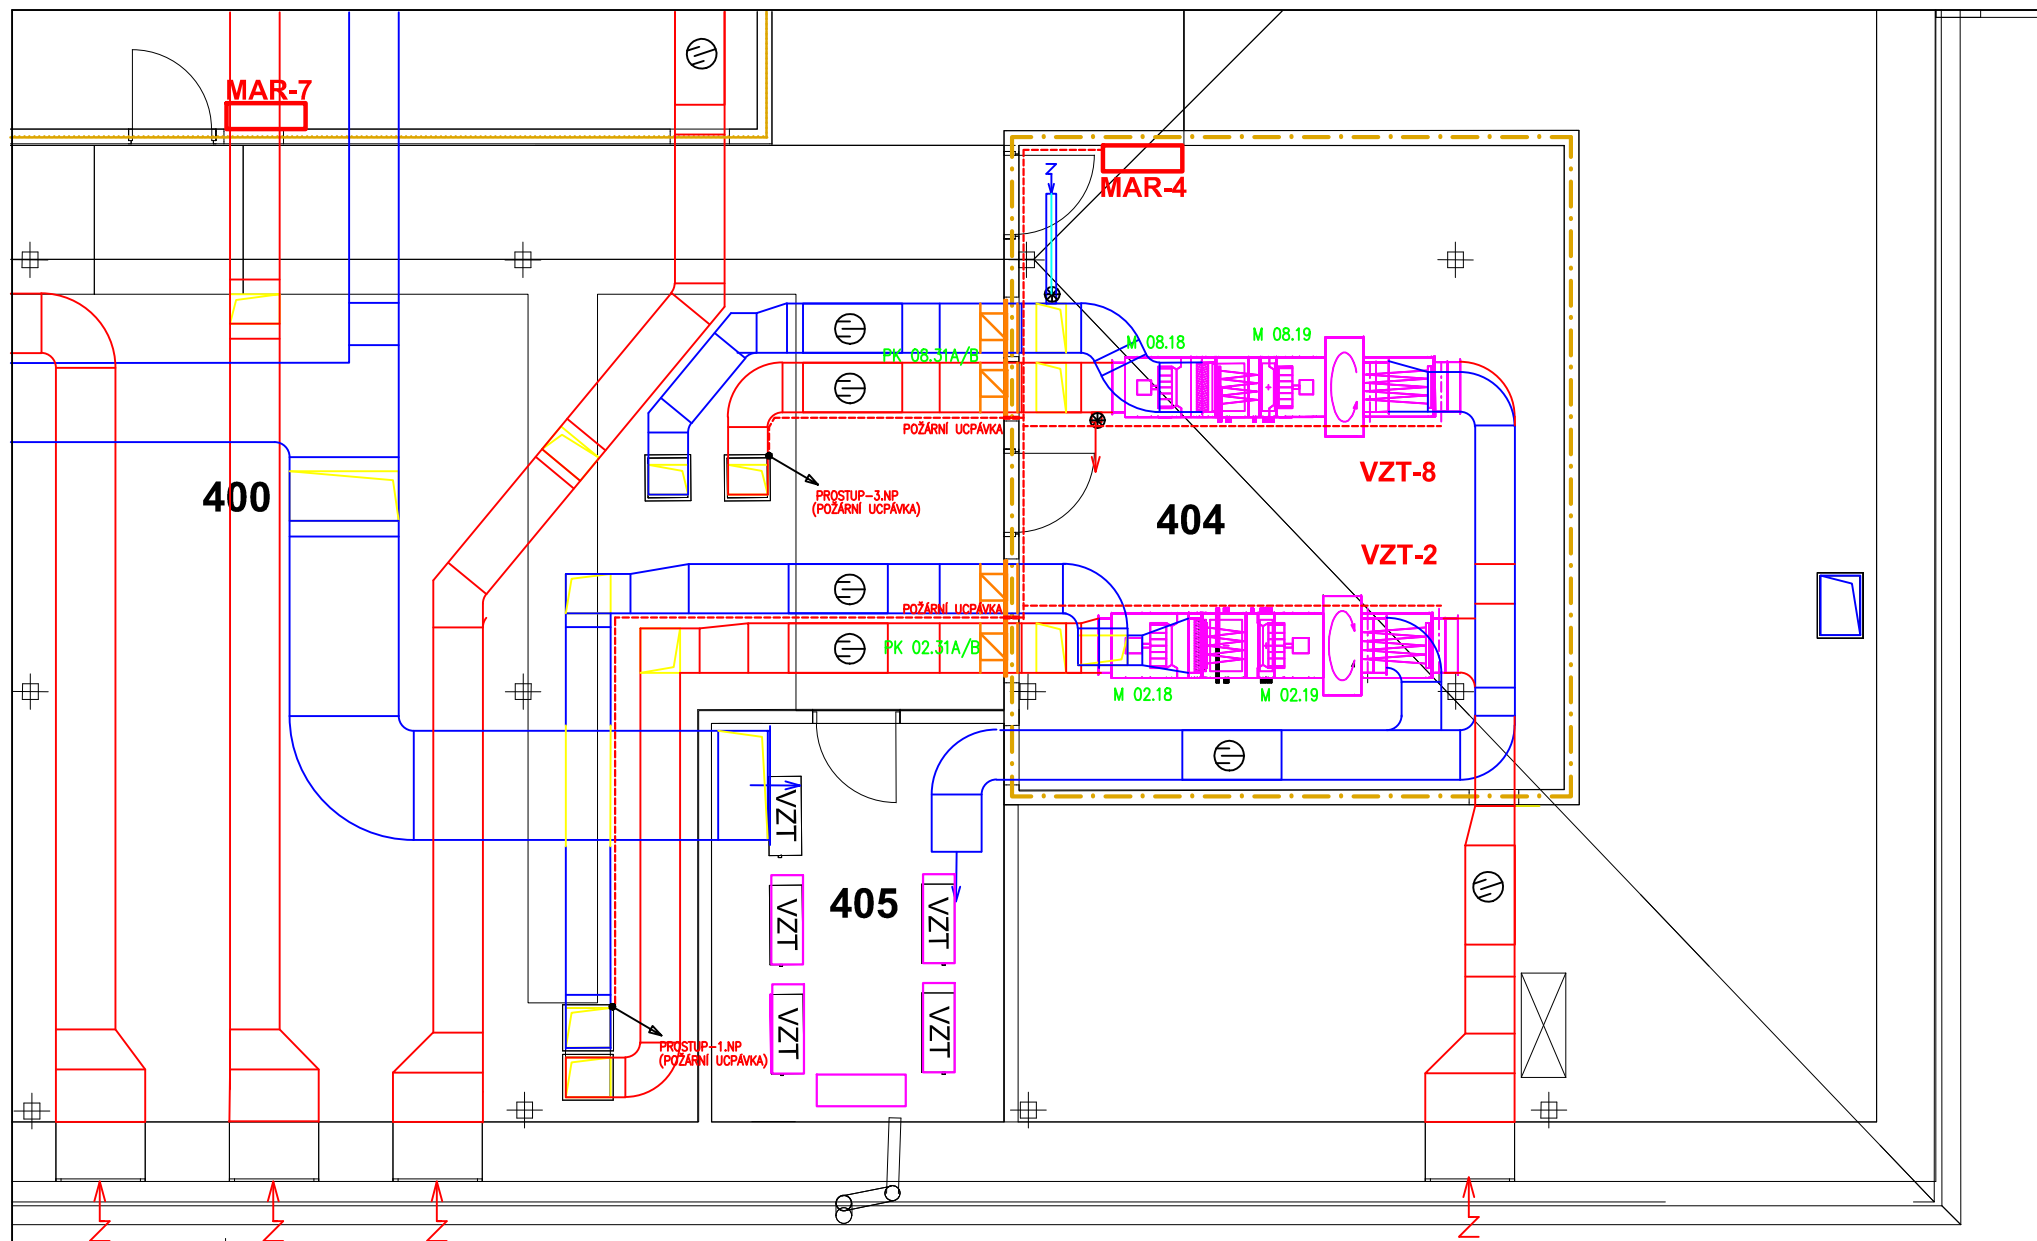 MAR-7
MAR-4
Z
M 08.18
M 08.19
PK 08.31A/B
POŽÁRNÍ UCPÁVKA
VZT-8
400
PROSTUP-3.NP
(POŽÁRNÍ UCPÁVKA)
404
VZT-2
POŽÁRNÍ UCPÁVKA
PK 02.31A/B
M 02.18
M 02.19
VZT
405
VZT
VZT
VZT
VZT
PROSTUP-1.NP
(POŽÁRNÍ UCPÁVKA)
Z
Z
Z
Z